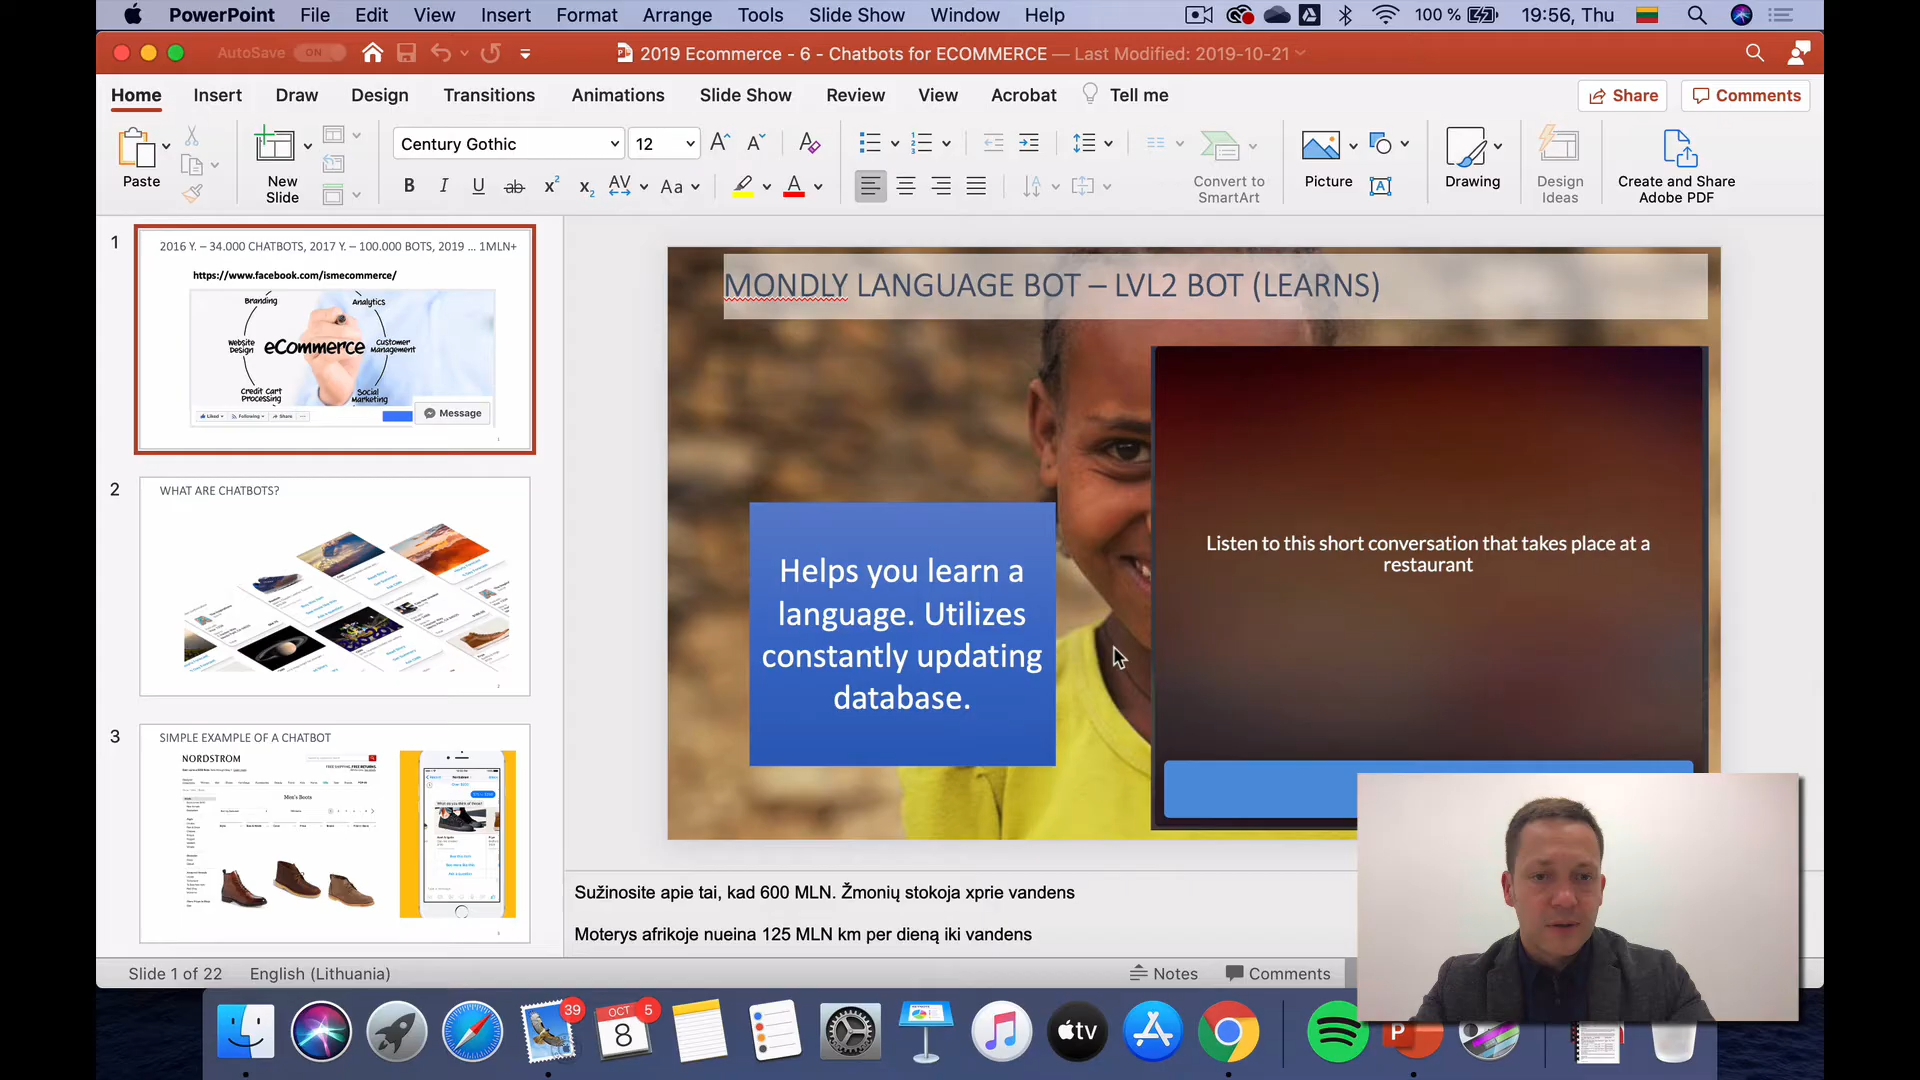 PowerPoint File Edit View Insert Format Arrange Tools Slide Show Window Help 100 % 19:56, Thu
AutoSave ON 2019 Ecommerce - 6 - Chatbots for ECOMMERCE — Last Modified: 2019-10-21
Home Insert Draw Design Transitions Animations Slide Show Review View Acrobat Tell me Share Comments
Paste
New
Slide
Century Gothic 12
Convert to
SmartArt
Picture
Drawing
Design
Ideas
Create and Share
Adobe PDF
1
2016 Y. – 34.000 CHATBOTS, 2017 Y. – 100.000 BOTS, 2019 … 1MLN+
https://www.facebook.com/ismecommerce/
Branding Analytics
Website
Design
eCommerce
Customer
Management
Credit Cart
Processing
Social
Marketing
Liked Following Share Message
2
WHAT ARE CHATBOTS?
3
SIMPLE EXAMPLE OF A CHATBOT
NORDSTROM
Men's Boots
MONDLY LANGUAGE BOT – LVL2 BOT (LEARNS)
Helps you learn a
language. Utilizes
constantly updating
database.
Listen to this short conversation that takes place at a
restaurant
Sužinosite apie tai, kad 600 MLN. Žmonių stokoja xprie vandens
Moterys afrikoje nueina 125 MLN km per dieną iki vandens
Slide 1 of 22 English (Lithuania) Notes Comments
39
OCT 5
8
tv
P